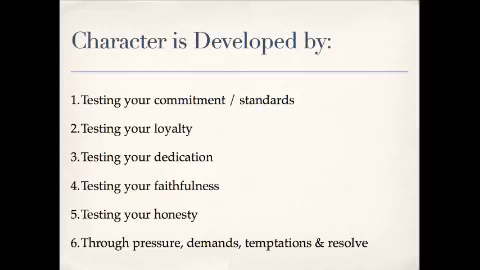 Character is Developed by:
1.Testing your commitment / standards
2.Testing your loyalty
3.Testing your dedication
4.Testing your faithfulness
5.Testing your honesty
6.Through pressure, demands, temptations & resolve